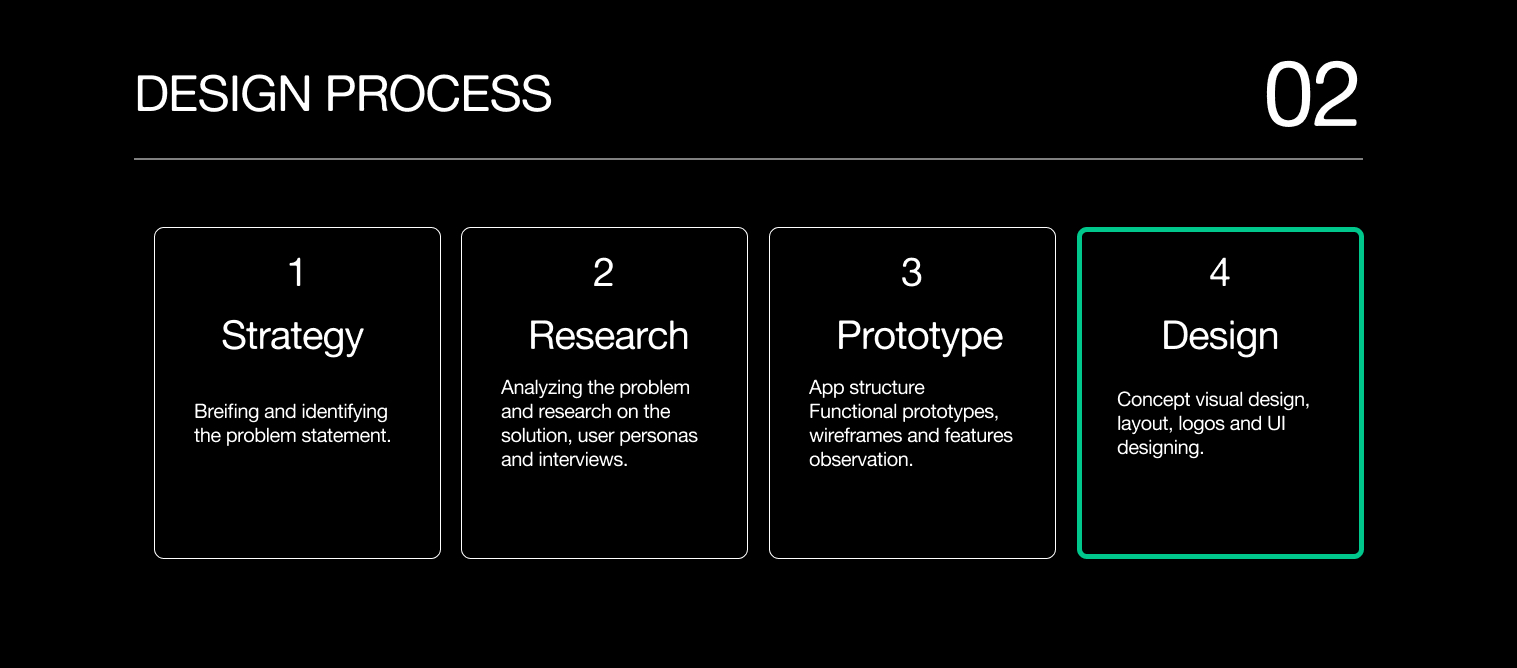 DESIGN PROCESS
02
1
Strategy
Breifing and identifying
the problem statement.
2
Research
Analyzing the problem
and research on the
solution, user personas
and interviews.
3
Prototype
App structure
Functional prototypes,
wireframes and features
observation.
4
Design
Concept visual design,
layout, logos and UI
designing.